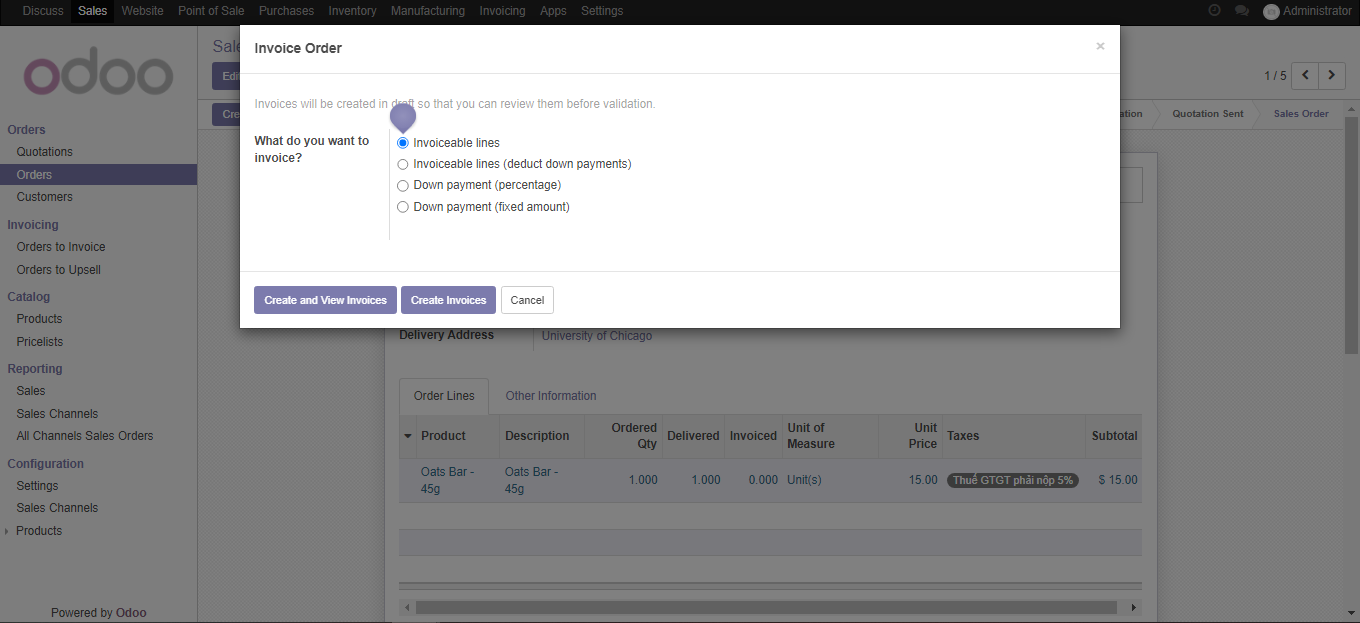 Discuss Sales Website Point of Sale Purchases Inventory Manufacturing Invoicing Apps Settings Administrator
odoo
Orders
Quotations
Orders
Customers
Invoicing
Orders to Invoice
Orders to Upsell
Catalog
Products
Pricelists
Reporting
Sales
Sales Channels
All Channels Sales Orders
Configuration
Settings
Sales Channels
Products
Powered by Odoo
Sale
Edi
1 / 5
Cre
ation Quotation Sent Sales Order
Invoice Order ×
Invoices will be created in draft so that you can review them before validation.
What do you want to
invoice?
Invoiceable lines
Invoiceable lines (deduct down payments)
Down payment (percentage)
Down payment (fixed amount)
Create and View Invoices Create Invoices Cancel
Delivery Address University of Chicago
Order Lines Other Information
Product Description Ordered Qty Delivered Invoiced Unit of Measure Unit Price Taxes Subtotal
Oats Bar - 45g Oats Bar - 45g 1.000 1.000 0.000 Unit(s) 15.00 Thuế GTGT phải nộp 5% $ 15.00